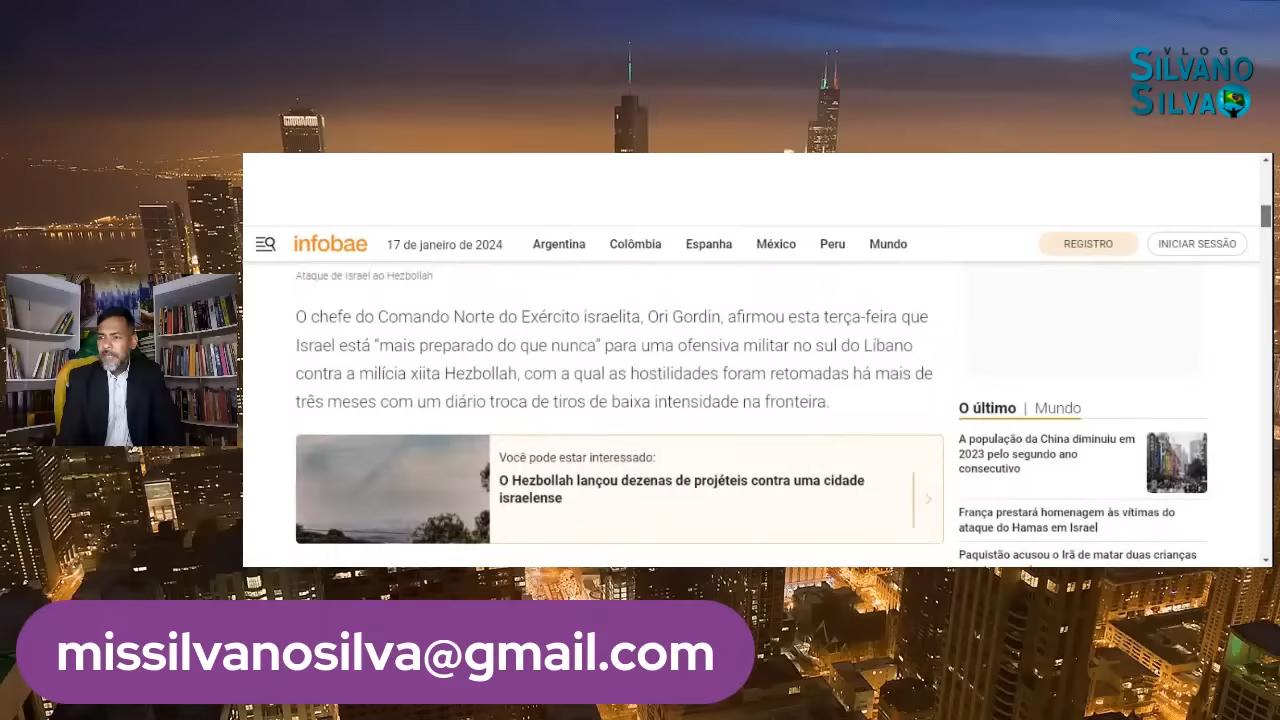 VLOG
SILVANO
SILVA
infobae
17 de janeiro de 2024
Argentina
Colômbia
Espanha
México
Peru
Mundo
REGISTRO
INICIAR SESSÃO
Ataque de Israel ao Hezbollah
O chefe do Comando Norte do Exército israelita, Ori Gordin, afirmou esta terça-feira que
Israel está “mais preparado do que nunca” para uma ofensiva militar no sul do Líbano
contra a milícia xiita Hezbollah, com a qual as hostilidades foram retomadas há mais de
três meses com um diário troca de tiros de baixa intensidade na fronteira.
Você pode estar interessado:
O Hezbollah lançou dezenas de projéteis contra uma cidade
israelense
O último | Mundo
A população da China diminuiu em
2023 pelo segundo ano
consecutivo
França prestará homenagem às vítimas do
ataque do Hamas em Israel
Paquistão acusou o Irã de matar duas crianças
missilvanosilva@gmail.com